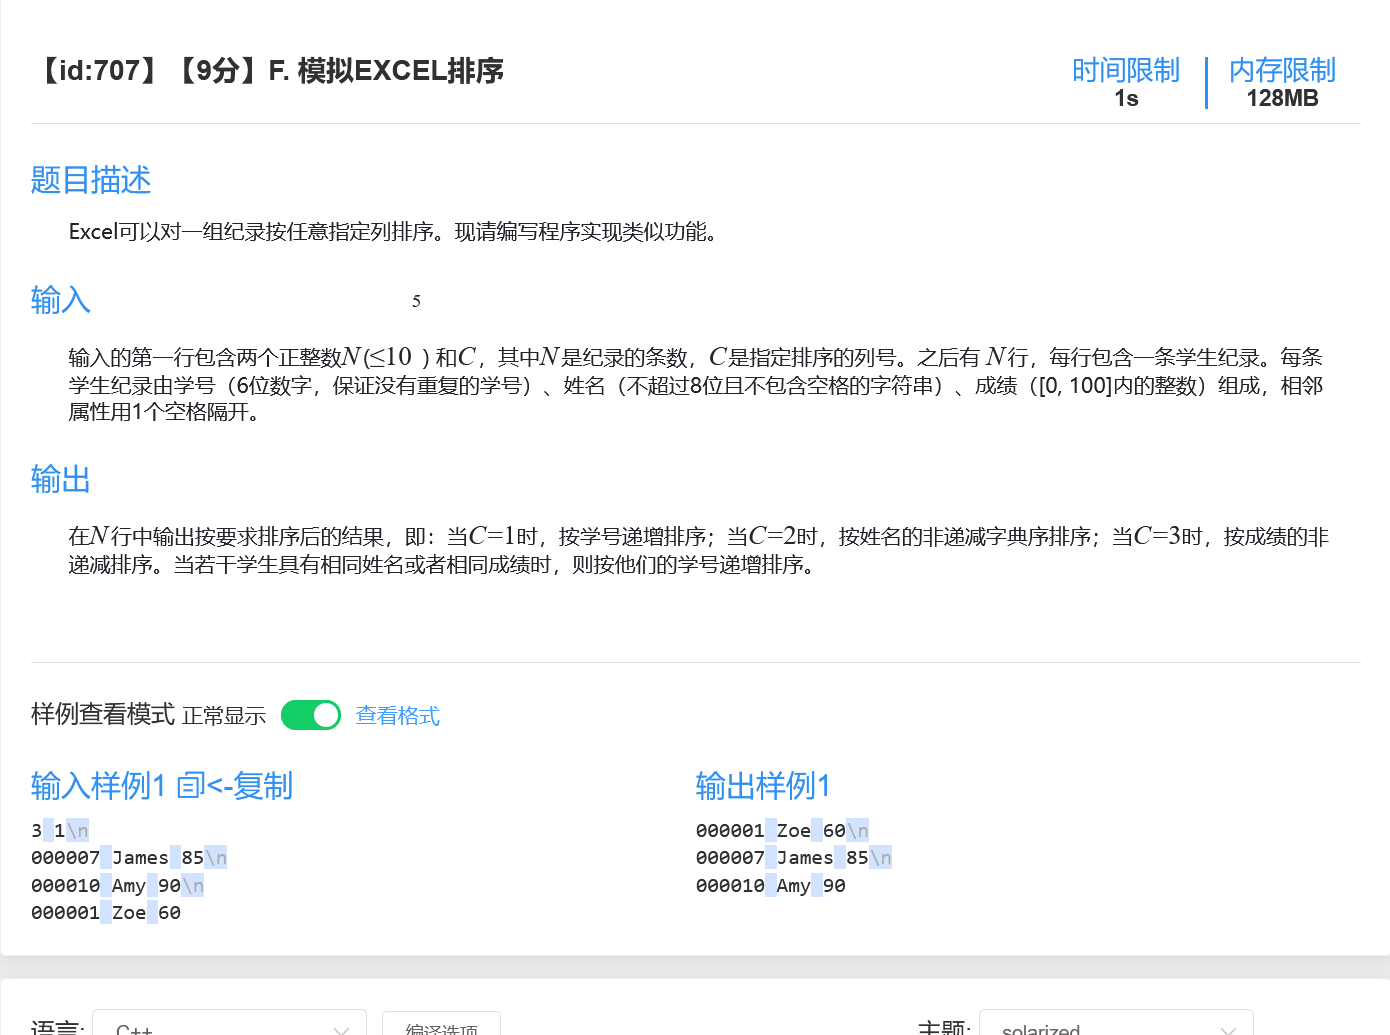 【id:707】【9分】F. 模拟EXCEL排序
时间限制
1s
内存限制
128MB
题目描述
Excel可以对一组纪录按任意指定列排序。现请编写程序实现类似功能。
输入
5
输入的第一行包含两个正整数N(≤10 ) 和C，其中N是纪录的条数，C是指定排序的列号。之后有 N行，每行包含一条学生纪录。每条
学生纪录由学号（6位数字，保证没有重复的学号）、姓名（不超过8位且不包含空格的字符串）、成绩（[0, 100]内的整数）组成，相邻
属性用1个空格隔开。
输出
在N行中输出按要求排序后的结果，即：当C=1时，按学号递增排序；当C=2时，按姓名的非递减字典序排序；当C=3时，按成绩的非
递减排序。当若干学生具有相同姓名或者相同成绩时，则按他们的学号递增排序。
样例查看模式 正常显示 查看格式
输入样例1 <-复制
3 1\n
000007 James 85\n
000010 Amy 90\n
000001 Zoe 60
输出样例1
000001 Zoe 60\n
000007 James 85\n
000010 Amy 90
语言: C++ 编译选项
主题: solarized